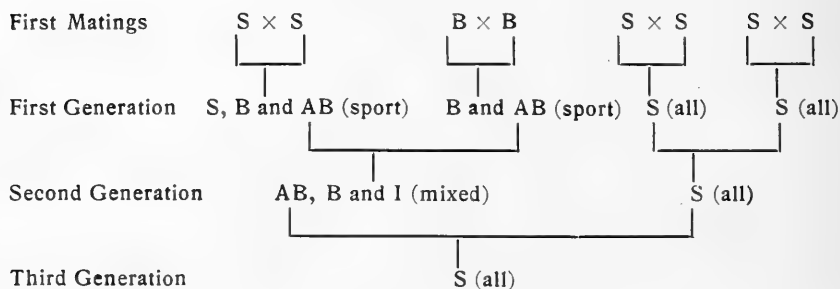 First Matings S × S B × B S × S S × S
First Generation S, B and AB (sport) B and AB (sport) S (all) S (all)
Second Generation AB, B and I (mixed) S (all)
Third Generation S (all)